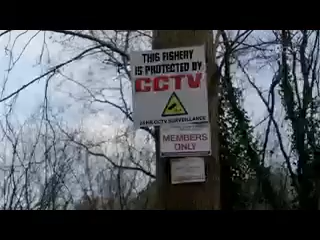 THIS FISHERY
IS PROTECTED BY
CCTV
24HR CCTV SURVEILLANCE
MEMBERS
ONLY